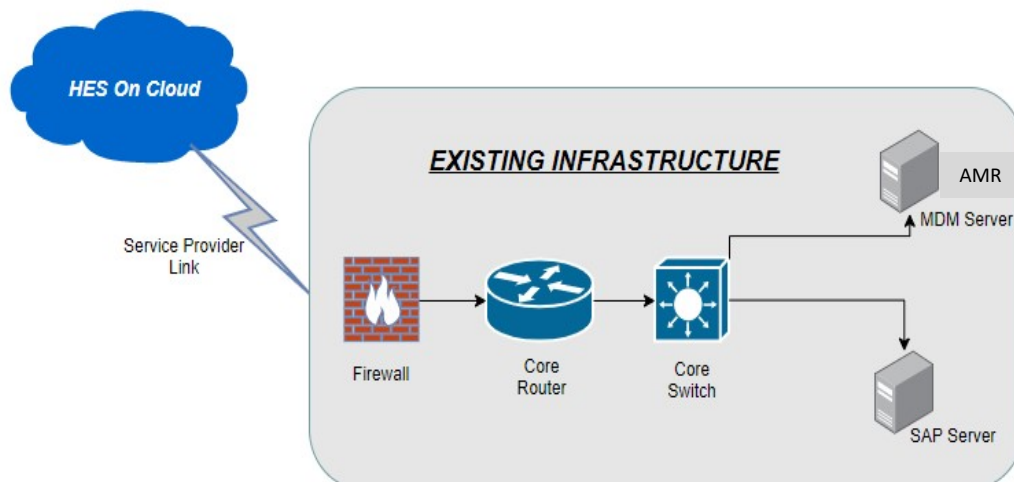 HES On Cloud
EXISTING INFRASTRUCTURE
AMR
MDM Server
Service Provider
Link
Firewall
Core
Router
Core
Switch
SAP Server